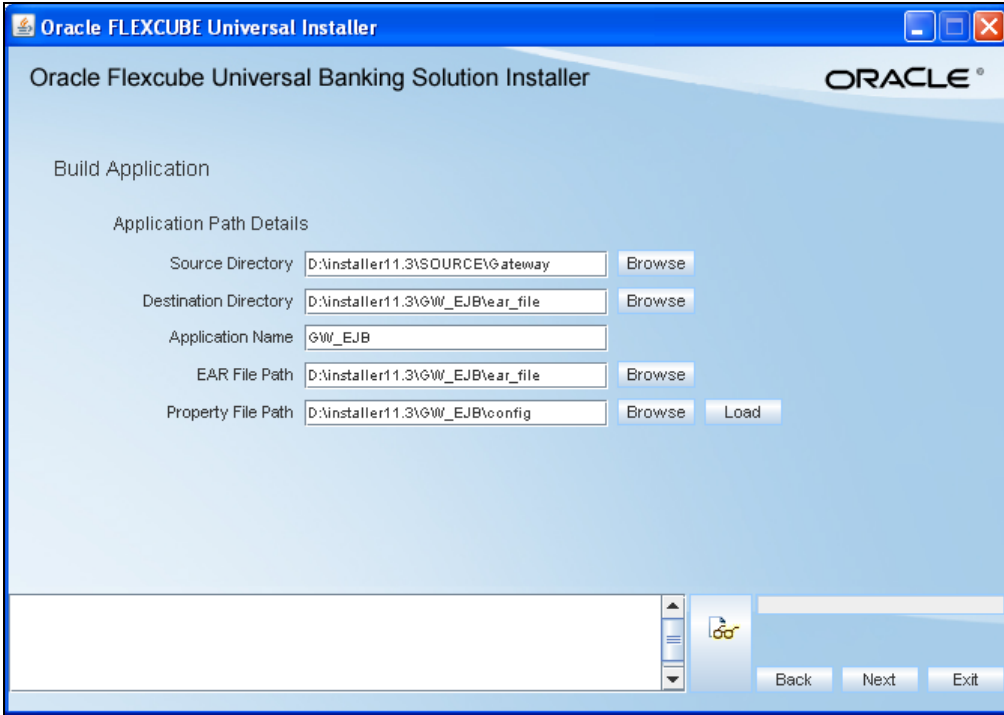 Oracle FLEXCUBE Universal Installer
Oracle Flexcube Universal Banking Solution Installer
ORACLE®
Build Application
Application Path Details
Source Directory D:\installer11.3\SOURCE\Gateway Browse
Destination Directory D:\installer11.3\GW_EJB\ear_file Browse
Application Name GW_EJB
EAR File Path D:\installer11.3\GW_EJB\ear_file Browse
Property File Path D:\installer11.3\GW_EJB\config Browse Load
Back Next Exit